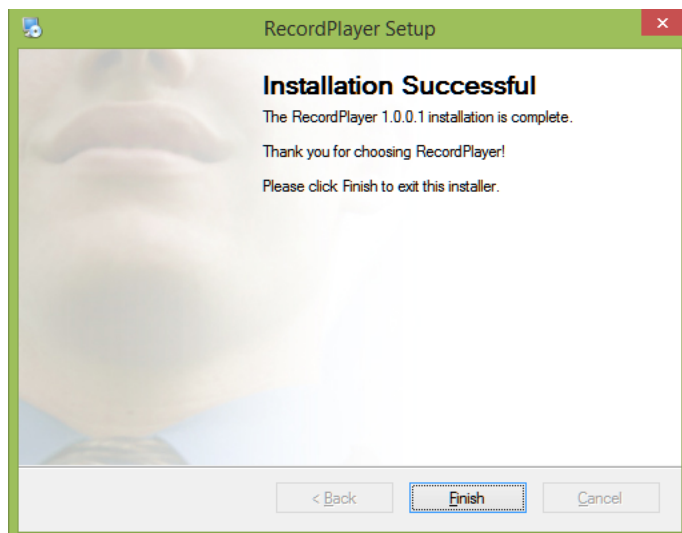 RecordPlayer Setup
Installation Successful
The RecordPlayer 1.0.0.1 installation is complete.
Thank you for choosing RecordPlayer!
Please click Finish to exit this installer.
< Back
Finish
Cancel